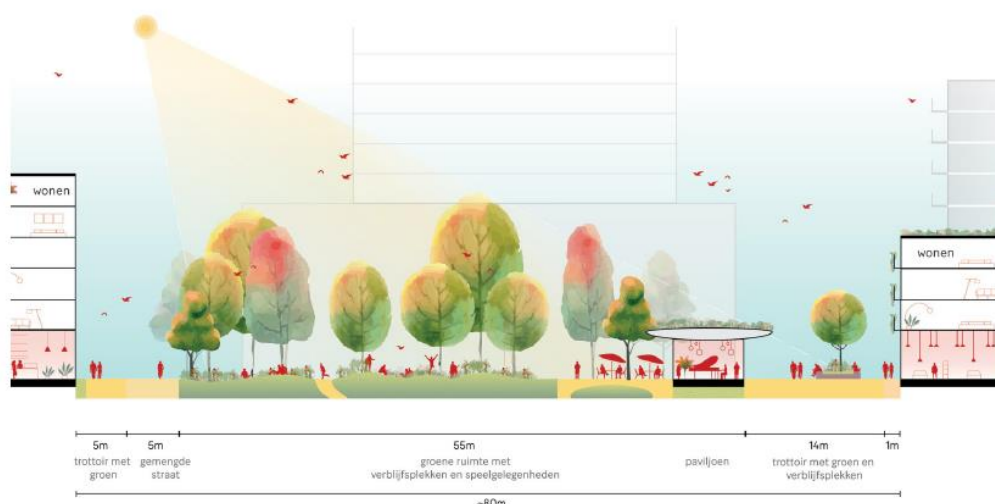 wonen
wonen
5m
5m
55m
14m
1m
trottoir met
groen
gemengde
straat
groene ruimte met
verblijfsplekken en speelgelegenheden
paviljoen
trottoir met groen en
verblijfsplekken
~80m